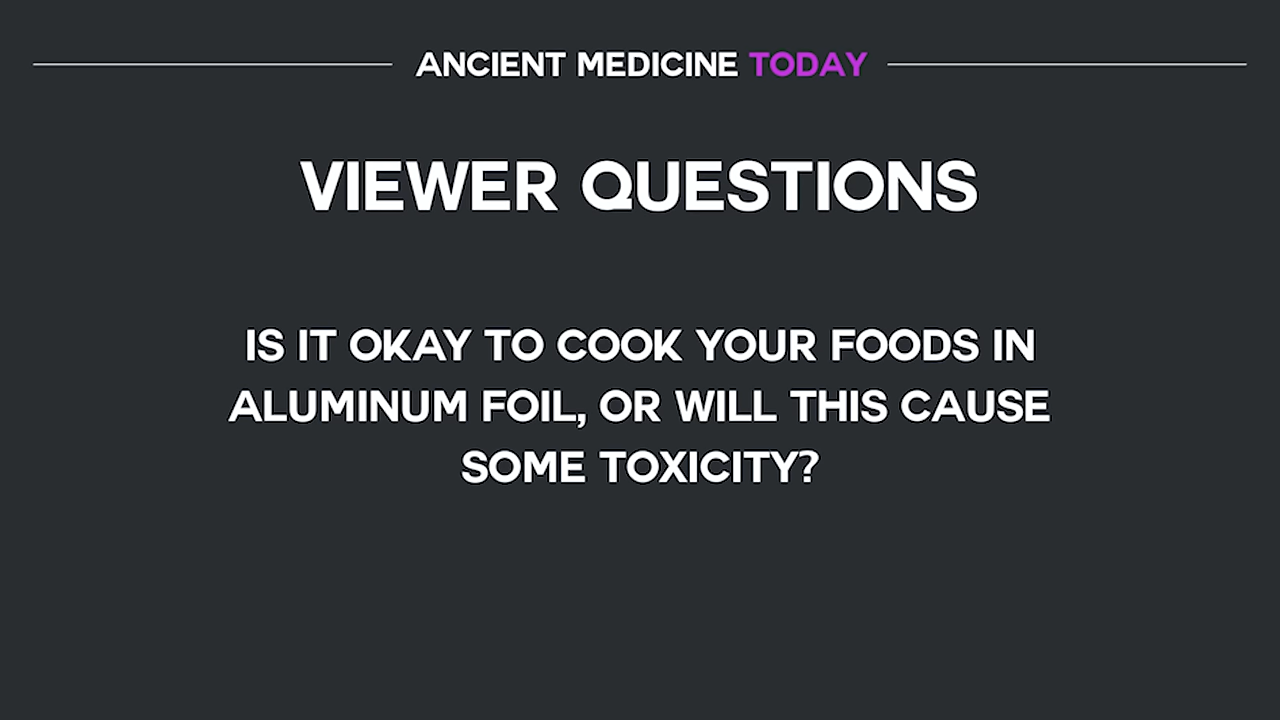 ANCIENT MEDICINE TODAY
VIEWER QUESTIONS
IS IT OKAY TO COOK YOUR FOODS IN
ALUMINUM FOIL, OR WILL THIS CAUSE
SOME TOXICITY?